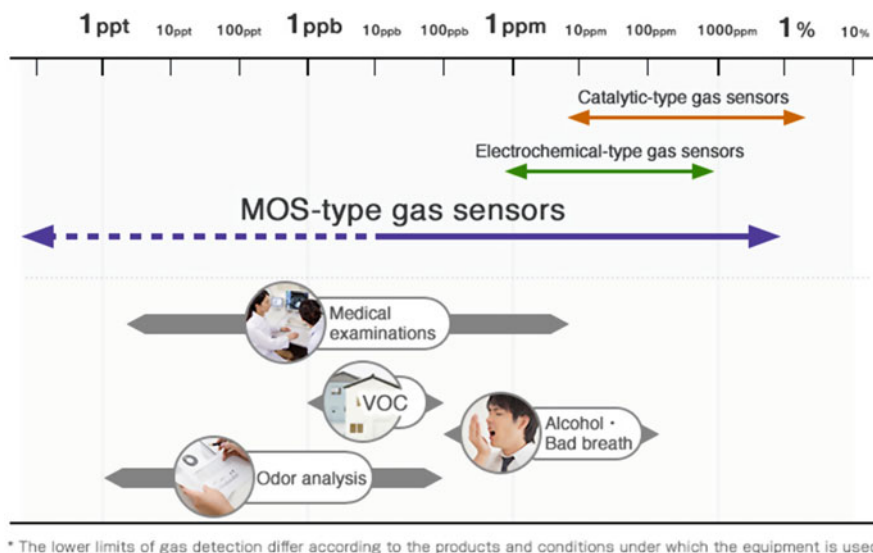 1ppt 10ppt 100ppt 1ppb 10ppb 100ppb 1ppm 10ppm 100ppm 1000ppm 1% 10%
Catalytic-type gas sensors
Electrochemical-type gas sensors
MOS-type gas sensors
Medical
examinations
VOC
Alcohol・
Bad breath
Odor analysis
* The lower limits of gas detection differ according to the products and conditions under which the equipment is used